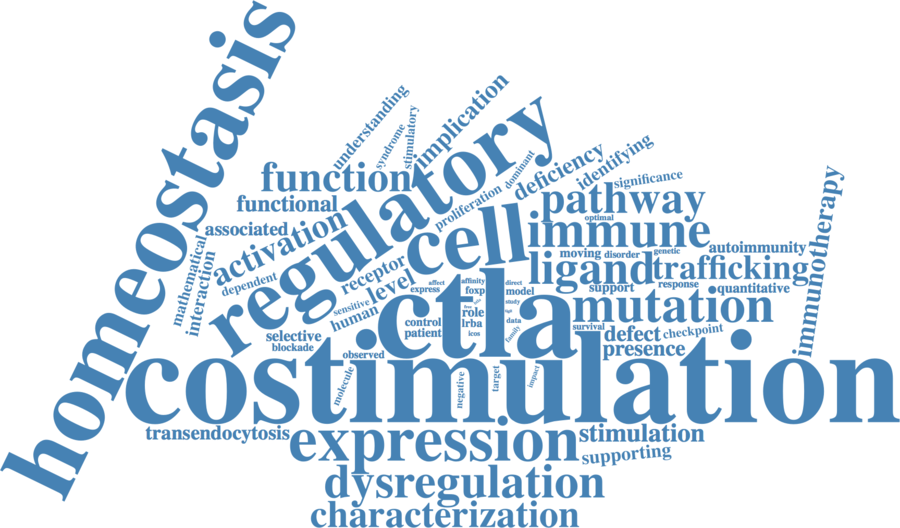 homeostasis
understanding
syndrome
stimulatory
implication
regulatory
function
functional
associated
activation
mathematical
interaction
dependent
proliferation
dominant
deficiency
identifying
significance
pathway
optimal
cell
immune
moving
disorder
genetic
autoimmunity
immunotherapy
receptor
level
sensitive
human
affect
express
affinity
foxp
direct
model
ligand
trafficking
support
response
quantitative
ctla
mutation
study
role
lrba
icos
data
family
control
patient
selective
blockade
observed
survival
defect
checkpoint
presence
costimulation
molecule
negative
target
impact
transendocytosis
expression
stimulation
supporting
dysregulation
characterization